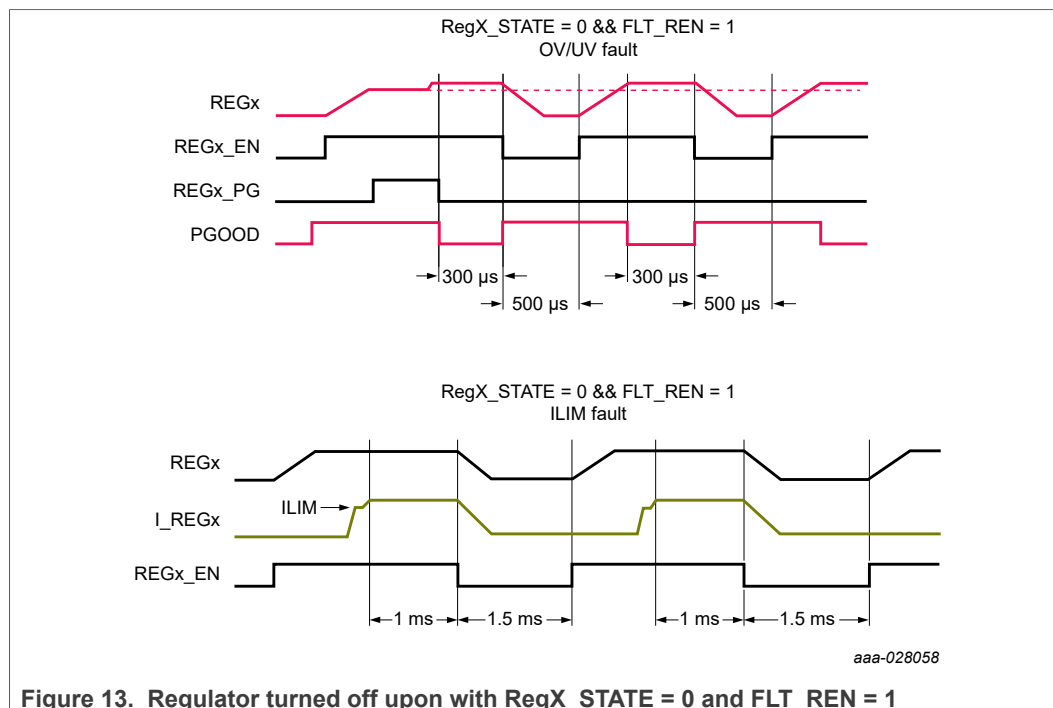 RegX_STATE = 0 && FLT_REN = 1
OV/UV fault
REGx
REGx_EN
REGx_PG
PGOOD
300 µs
300 µs
500 µs
500 µs
RegX_STATE = 0 && FLT_REN = 1
ILIM fault
REGx
ILIM
I_REGx
REGx_EN
1 ms
1.5 ms
1 ms
1.5 ms
aaa-028058
Figure 13. Regulator turned off upon with RegX_STATE = 0 and FLT_REN = 1